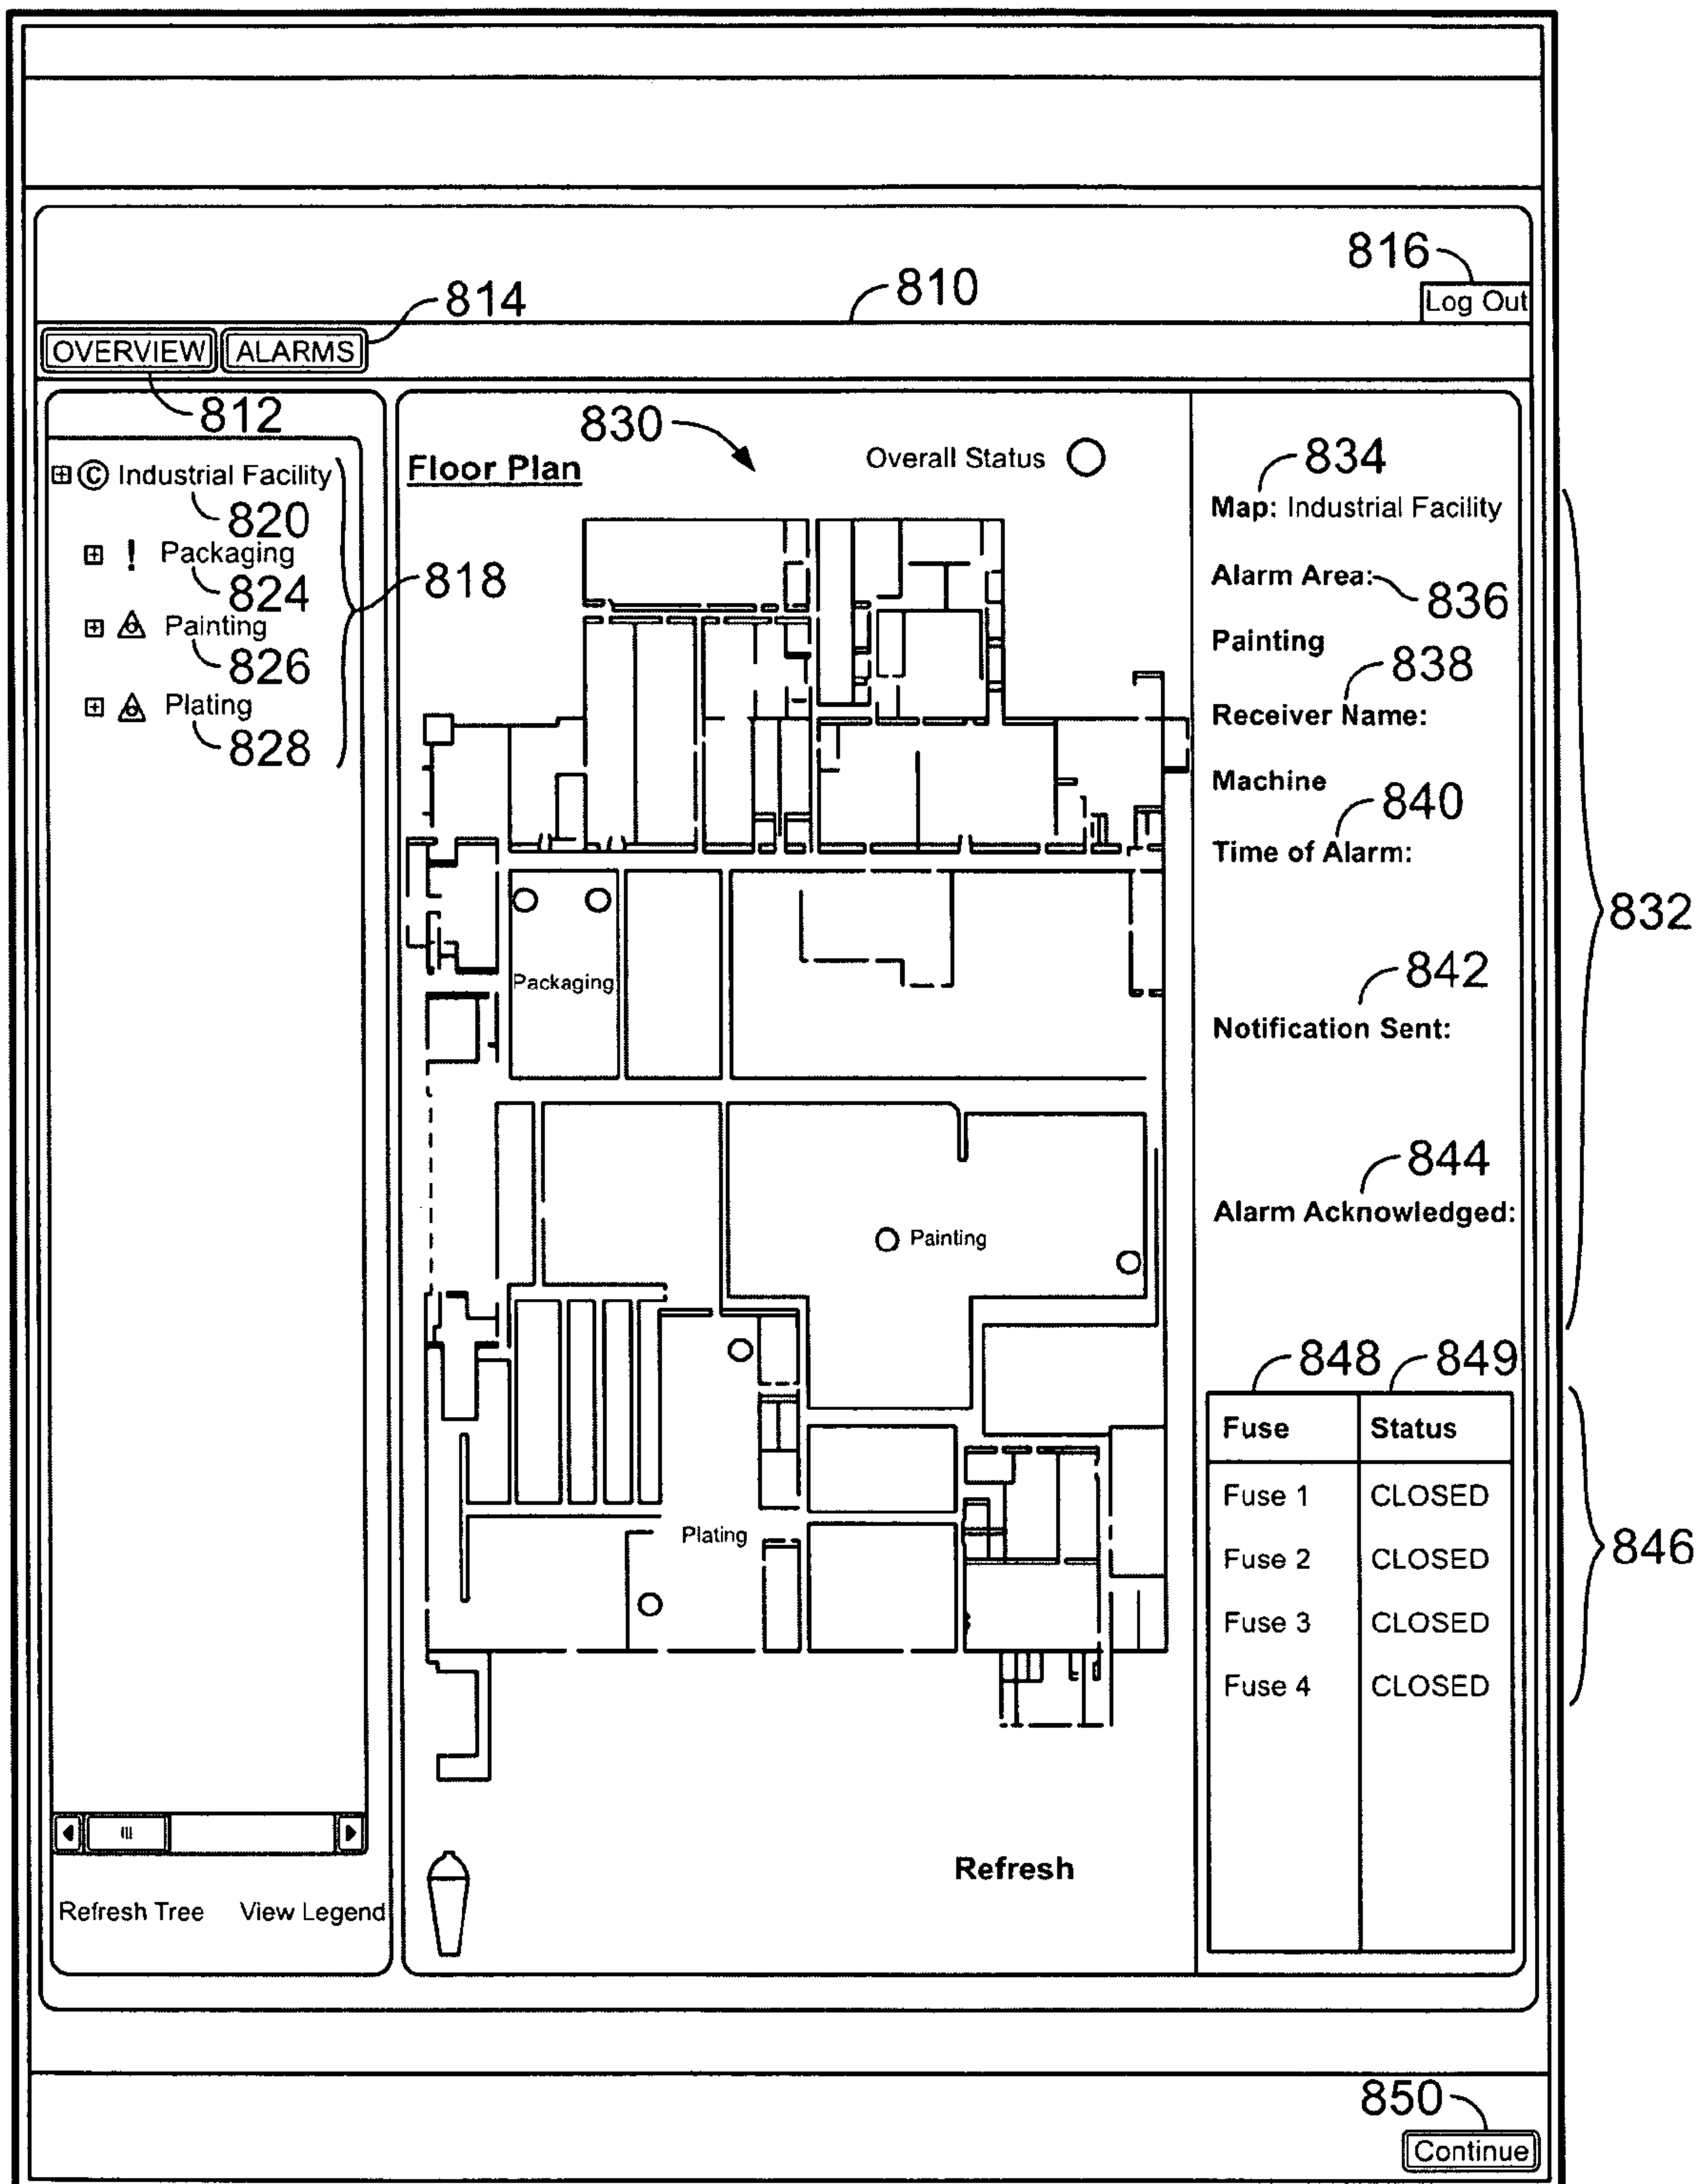 816
Log Out
810
814
OVERVIEW ALARMS
812
Industrial Facility
820
! Packaging
824
Painting
826
Plating
828
818
Refresh Tree View Legend
830
Floor Plan
Overall Status
Packaging
Painting
Plating
Refresh
834
Map: Industrial Facility
Alarm Area:
836
Painting
838
Receiver Name:
Machine
840
Time of Alarm:
842
Notification Sent:
844
Alarm Acknowledged:
832
848 849
Fuse Status
Fuse 1 CLOSED
Fuse 2 CLOSED
Fuse 3 CLOSED
Fuse 4 CLOSED
846
850
Continue